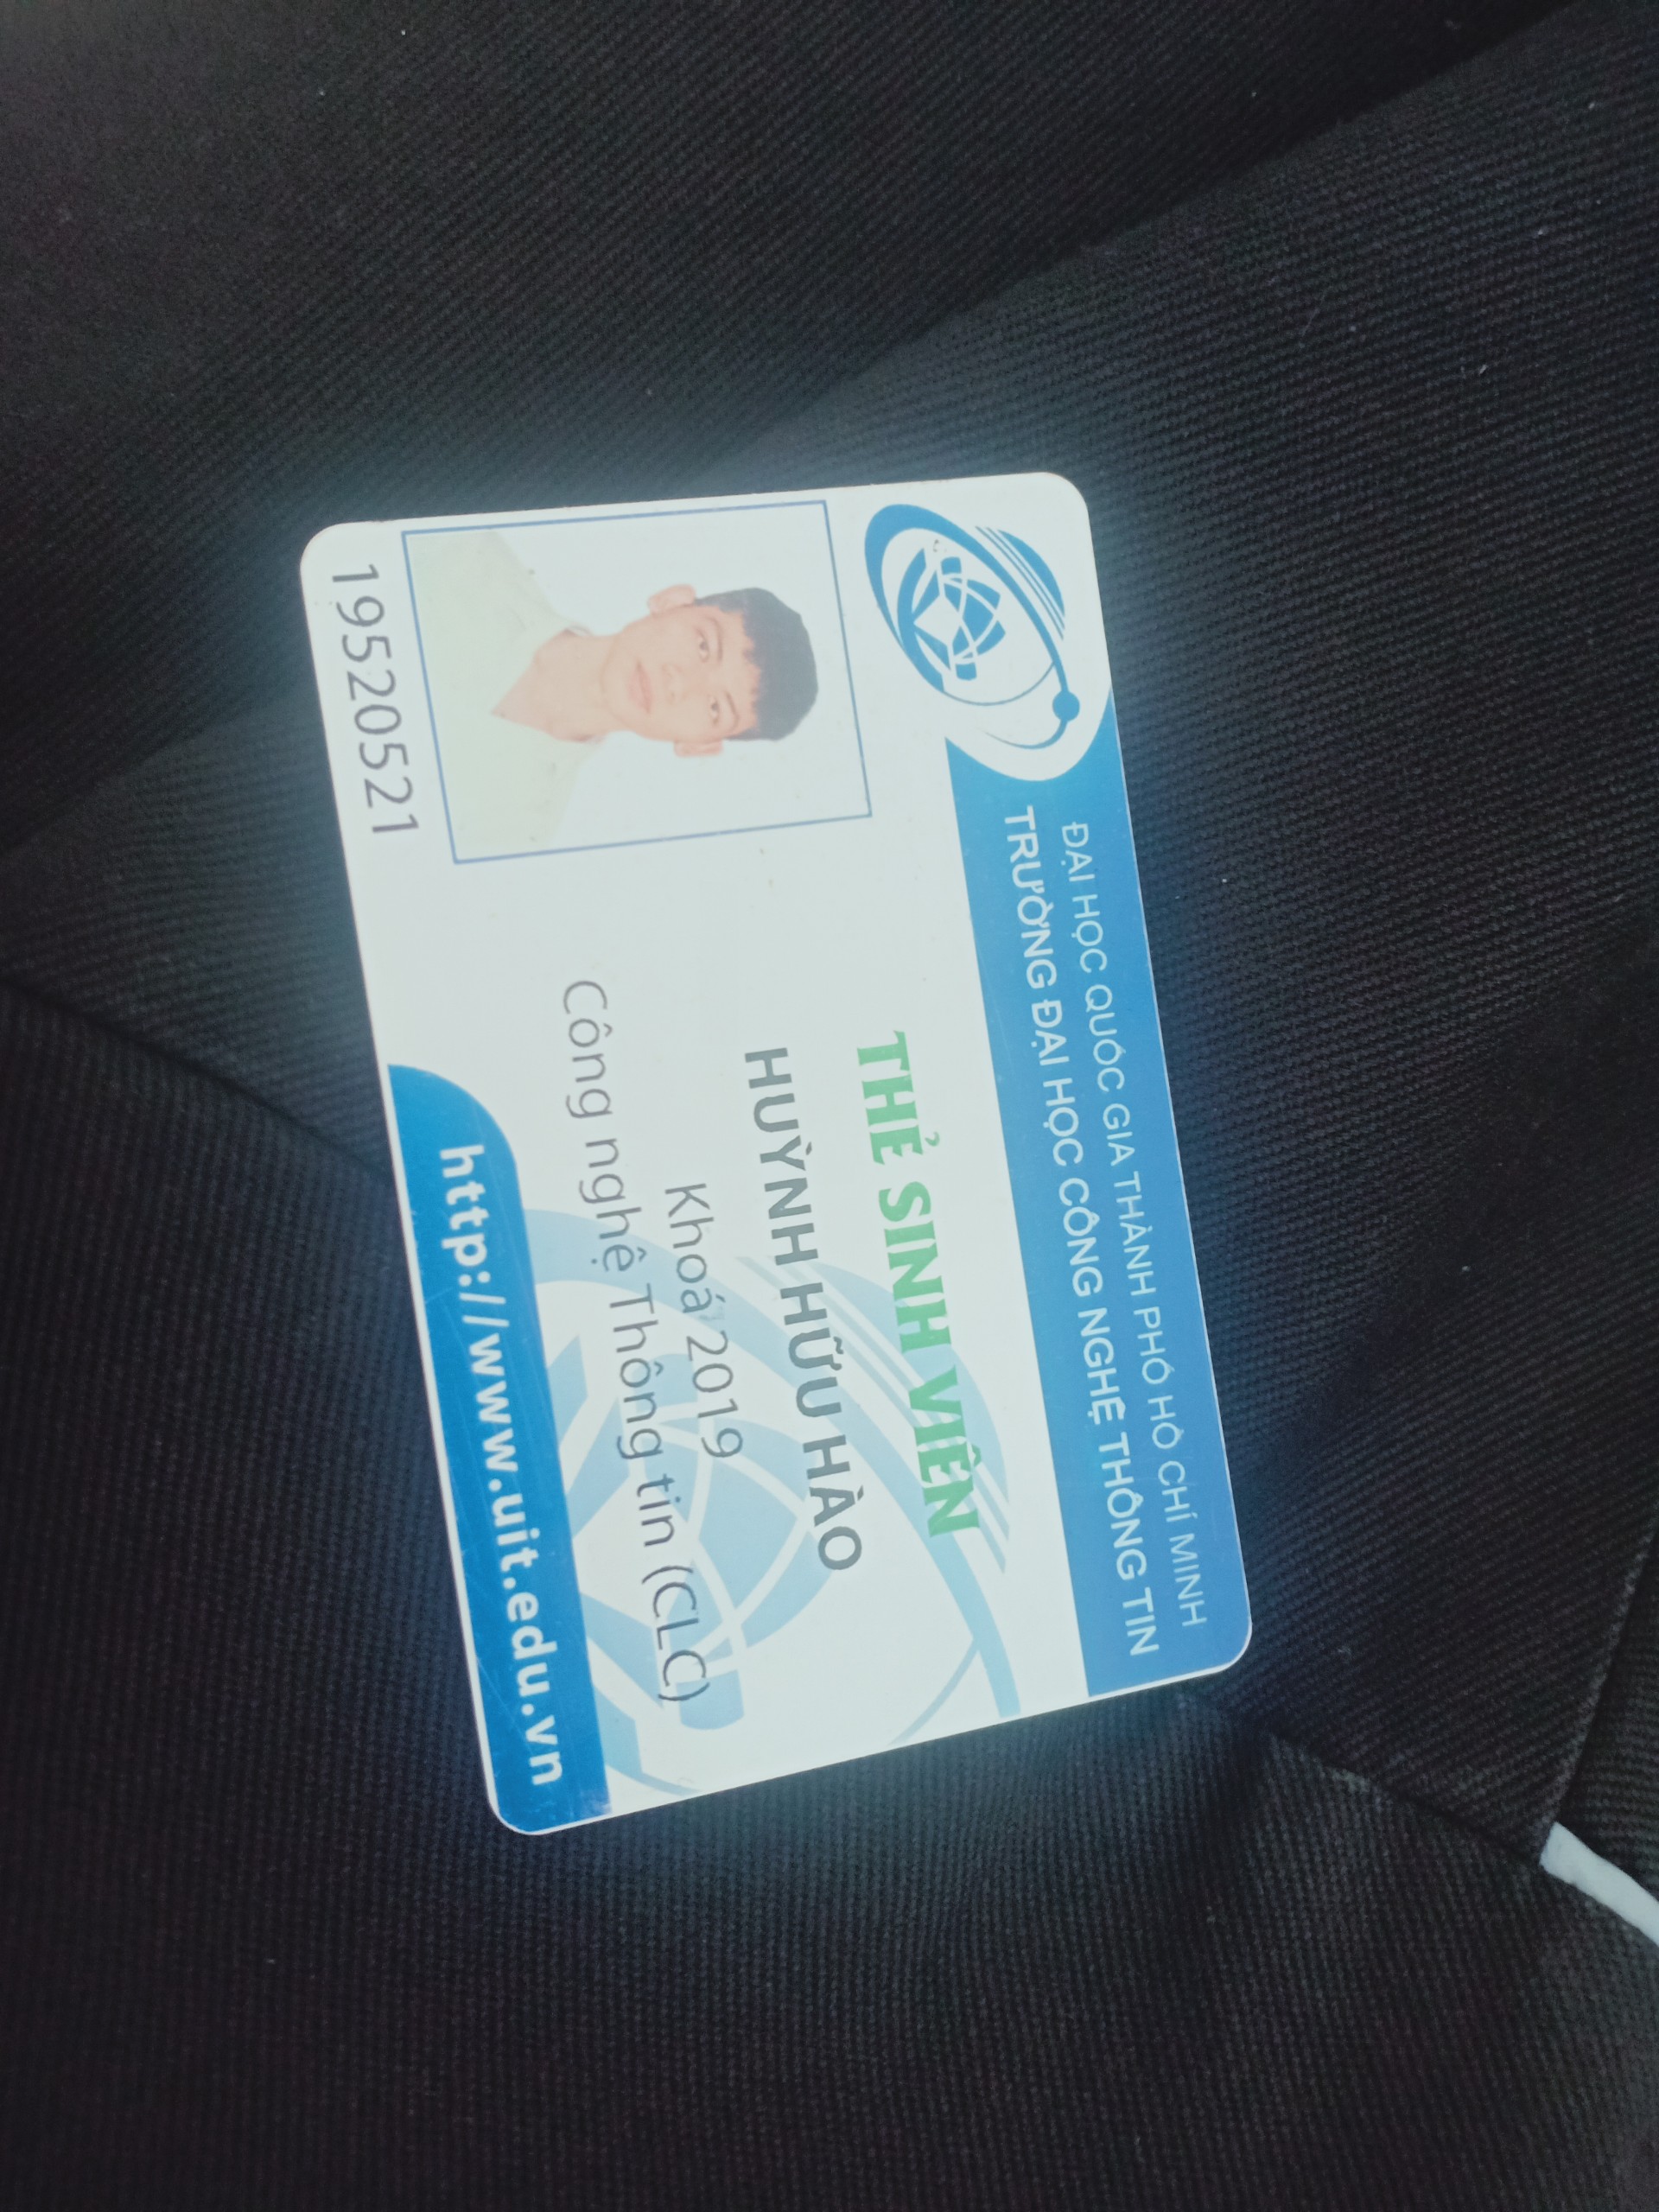 ĐẠI HỌC QUỐC GIA THÀNH PHỐ HỒ CHÍ MINH
TRƯỜNG ĐẠI HỌC CÔNG NGHỆ THÔNG TIN
THẺ SINH VIÊN
HUỲNH HỮU HÀO
Khoá 2019
Công nghệ Thông tin (CLC)
19520521
http://www.uit.edu.vn